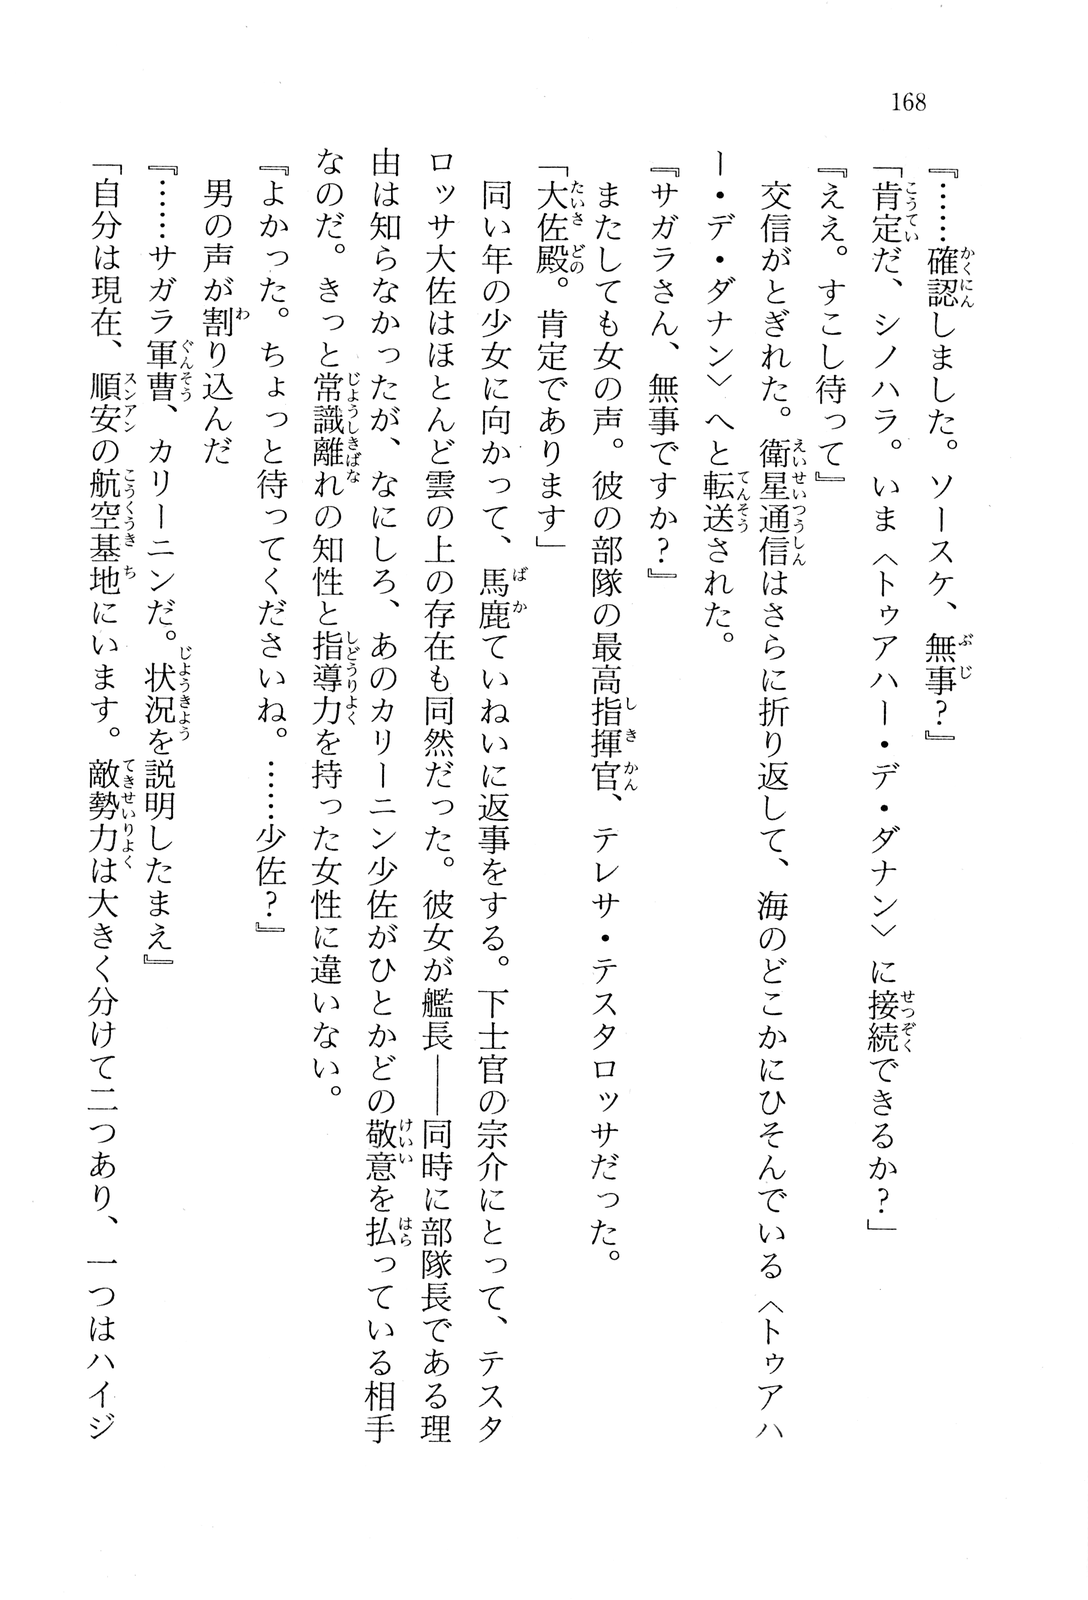 168
『……確認しました。ソースケ、無事？』
「肯定だ、シノハラ。いま〈トゥアハー・デ・ダナン〉に接続できるか？」
『ええ。すこし待って』
　交信がとぎれた。衛星通信はさらに折り返して、海のどこかにひそんでいる〈トゥアハ
ー・デ・ダナン〉へと転送された。
『サガラさん、無事ですか？』
　またしても女の声。彼の部隊の最高指揮官、テレサ・テスタロッサだった。
「大佐殿。肯定であります」
　同い年の少女に向かって、馬鹿ていねいに返事をする。下士官の宗介にとって、テスタ
ロッサ大佐はほとんど雲の上の存在も同然だった。彼女が艦長――同時に部隊長である理
由は知らなかったが、なにしろ、あのカリーニン少佐がひとかどの敬意を払っている相手
なのだ。きっと常識離れの知性と指導力を持った女性に違いない。
『よかった。ちょっと待ってくださいね。……少佐？』
　男の声が割り込んだ
『……サガラ軍曹、カリーニンだ。状況を説明したまえ』
「自分は現在、順安の航空基地にいます。敵勢力は大きく分けて二つあり、一つはハイジ